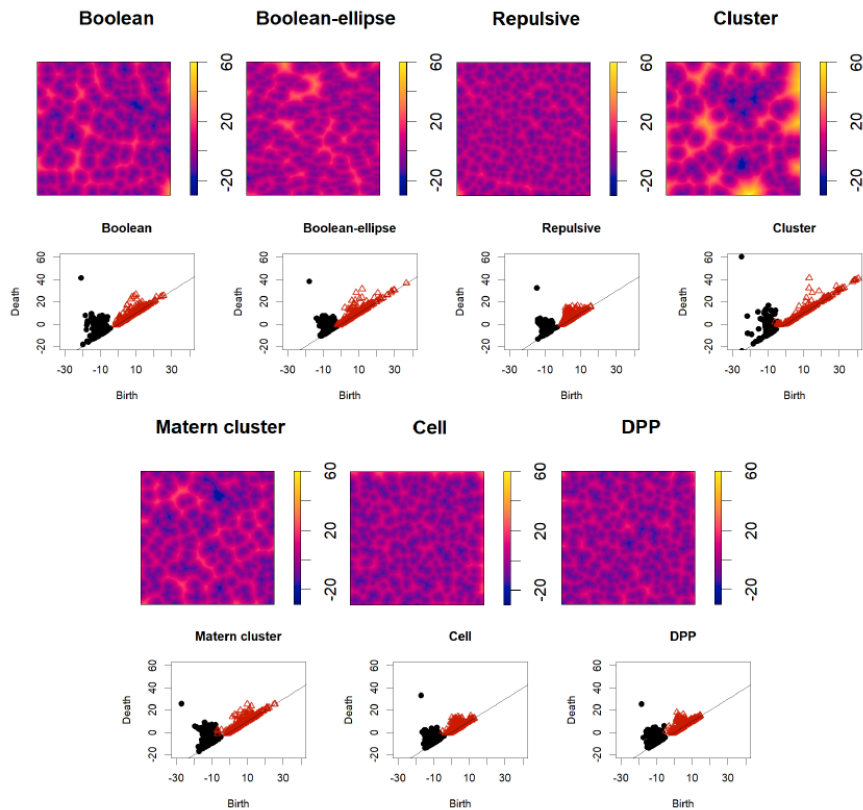 Boolean Boolean-ellipse Repulsive Cluster
60 60 60 60
20 20 20 20
-20 -20 -20 -20
Boolean Boolean-ellipse Repulsive Cluster
Death Death Death Death
60 60 60 60
40 40 40 40
20 20 20 20
0 0 0 0
-20 -20 -20 -20
-30 -10 10 30 -30 -10 10 30 -30 -10 10 30 -30 -10 10 30
Birth Birth Birth Birth
Matern cluster Cell DPP
60 60 60
20 20 20
-20 -20 -20
Matern cluster Cell DPP
Death Death Death
60 60 60
40 40 40
20 20 20
0 0 0
-20 -20 -20
-30 -10 10 30 -30 -10 10 30 -30 -10 10 30
Birth Birth Birth